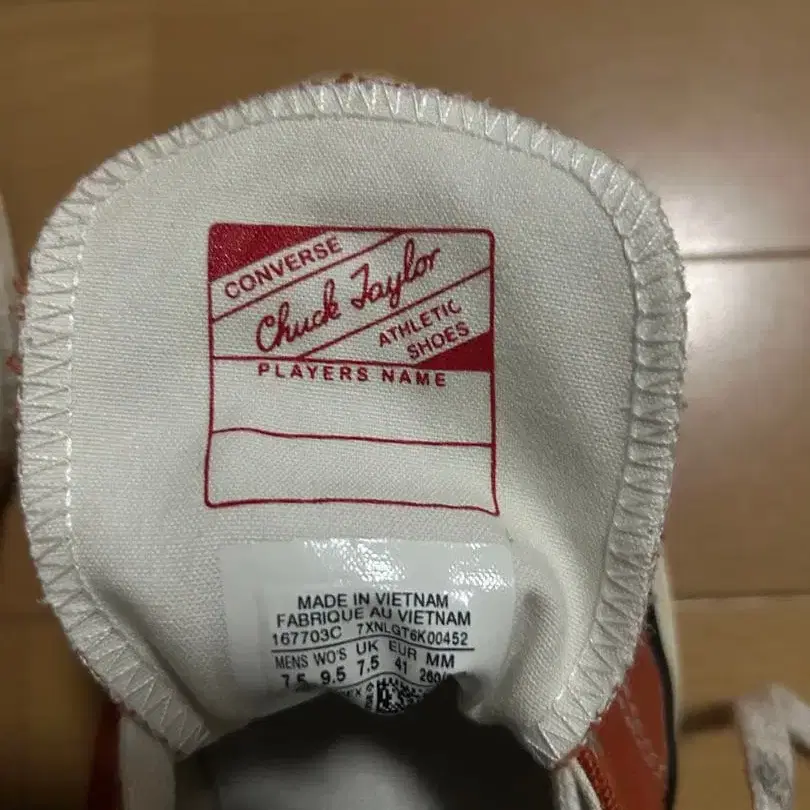 CONVERSE
Chuck Taylor
ATHLETIC
SHOES
PLAYERS NAME
MADE IN VIETNAM
FABRIQUE AU VIETNAM
167703C 7XNLGT6K00452
MENS WO'S UK EUR MM
7.5 9.5 7.5 41